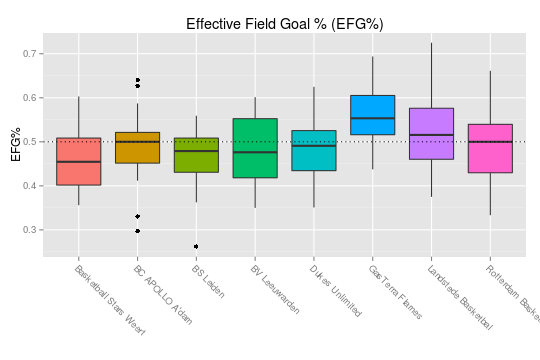 Effective Field Goal % (EFG%)
EFG%
0.7
0.6
0.5
0.4
0.3
Basketball Stars Weert
BC APOLLO A'dam
BS Leiden
BV Leeuwarden
Dukes Unlimited
GasTerra Flames
Landstede Basketbal
Rotterdam Basket